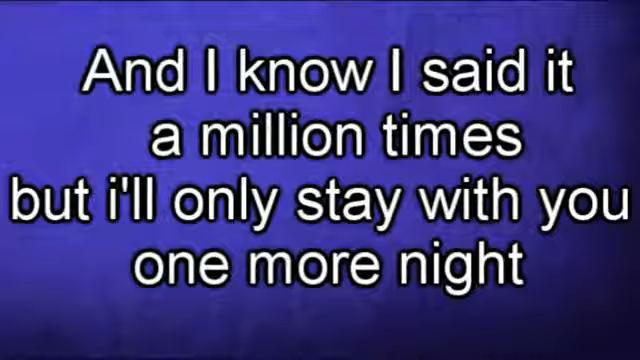 And I know I said it
a million times
but i'll only stay with you
one more night